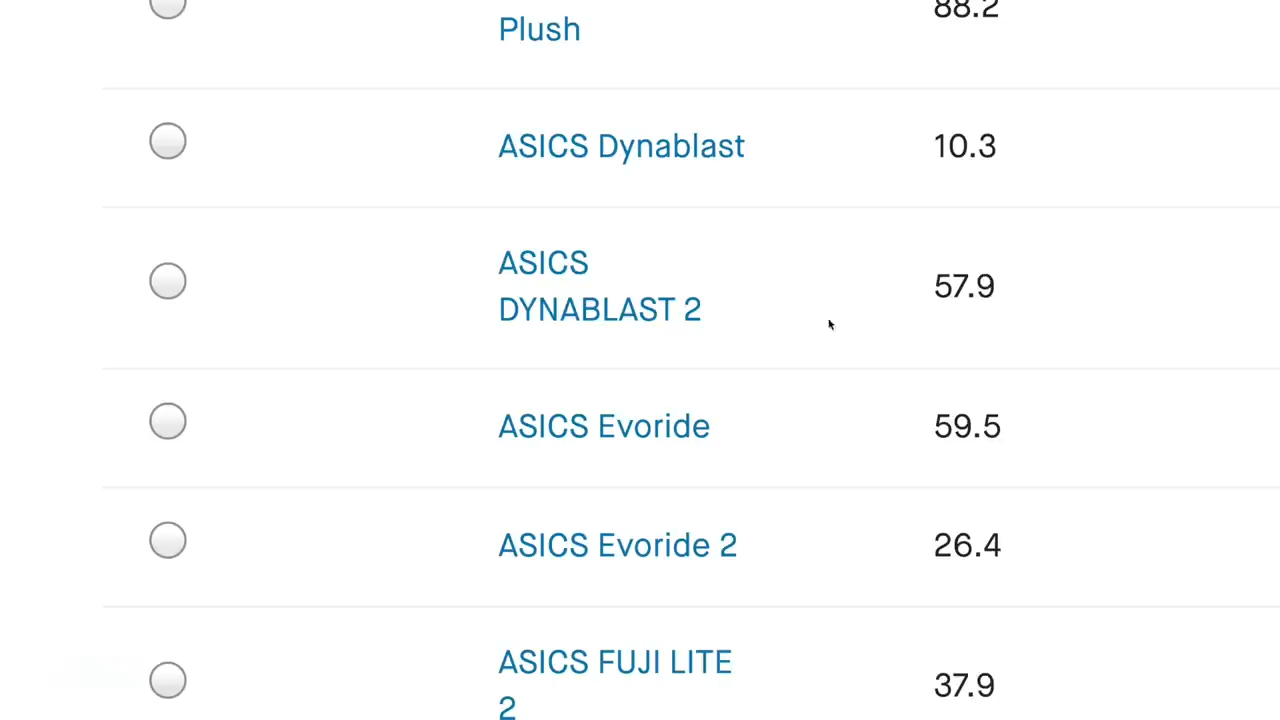 88.2
Plush
ASICS Dynablast 10.3
ASICS
DYNABLAST 2 57.9
ASICS Evoride 59.5
ASICS Evoride 2 26.4
ASICS FUJI LITE
2 37.9